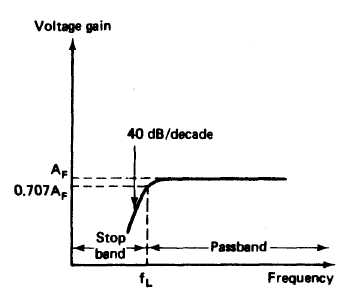 Voltage gain
40 dB/decade
A_F
0.707A_F
Stop
band
Passband
f_L
Frequency